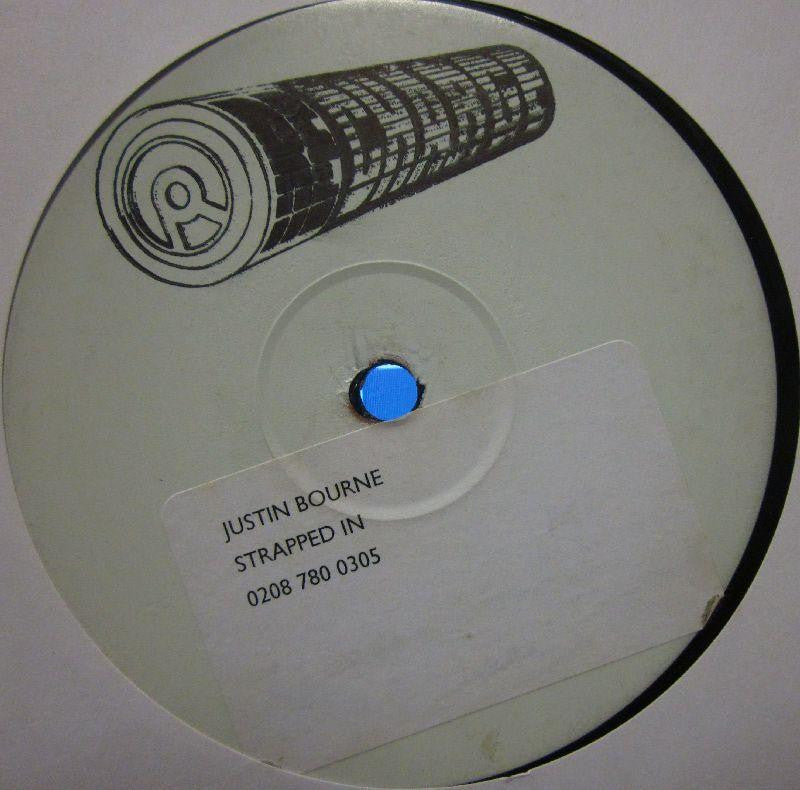 JUSTIN BOURNE
STRAPPED IN
0208 780 0305